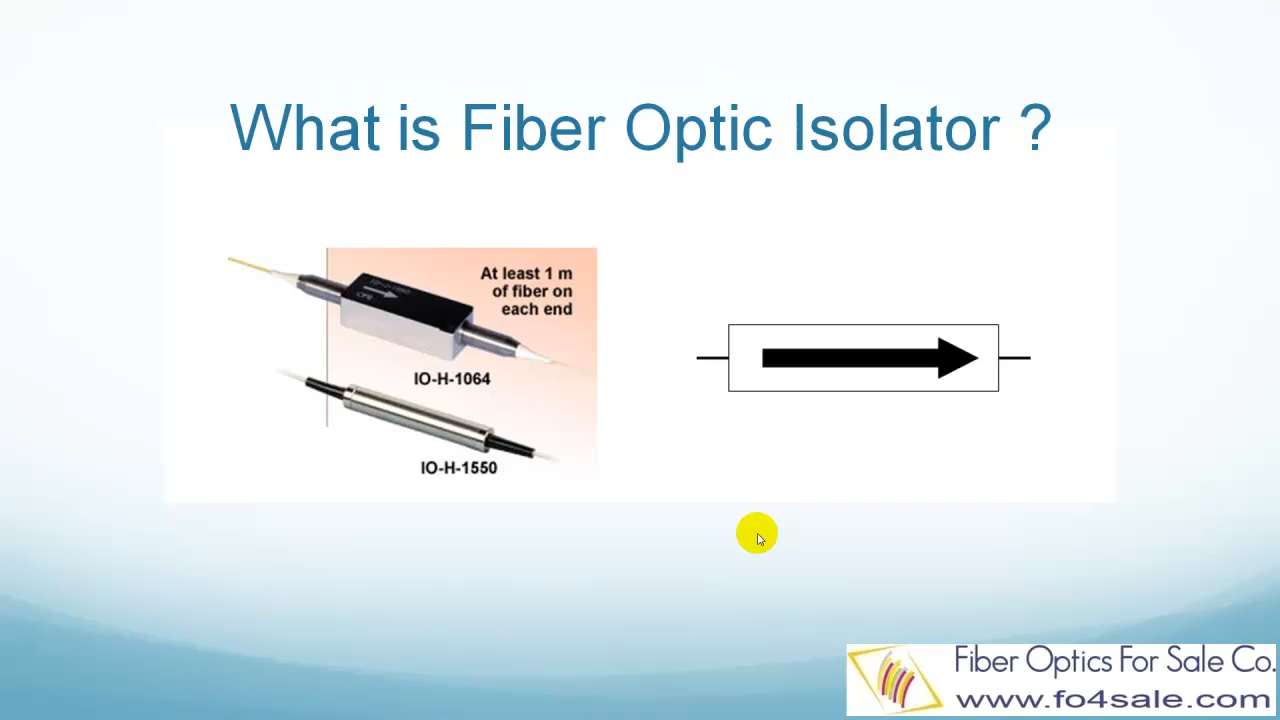 What is Fiber Optic Isolator ?
At least 1 m
of fiber on
each end
IO-H-1064
IO-H-1550
Fiber Optics For Sale Co.
www.fo4sale.com